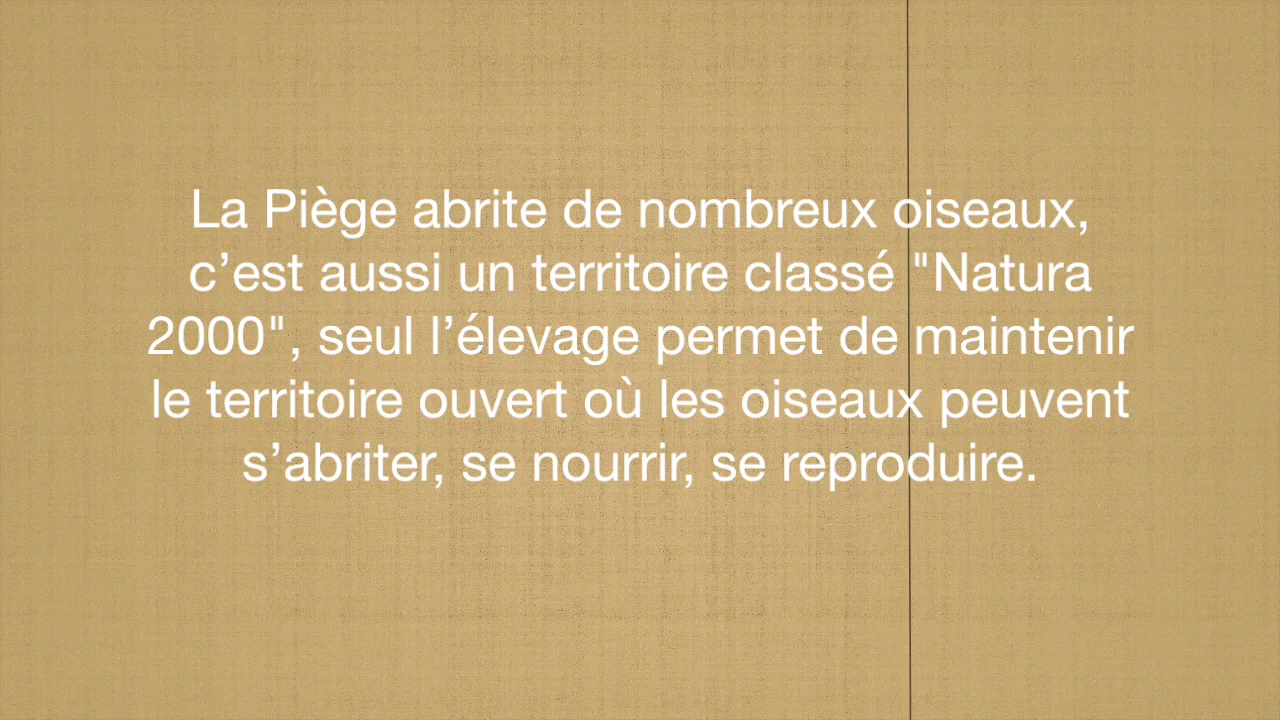 La Piège abrite de nombreux oiseaux,
c’est aussi un territoire classé "Natura
2000", seul l’élevage permet de maintenir
le territoire ouvert où les oiseaux peuvent
s’abriter, se nourrir, se reproduire.